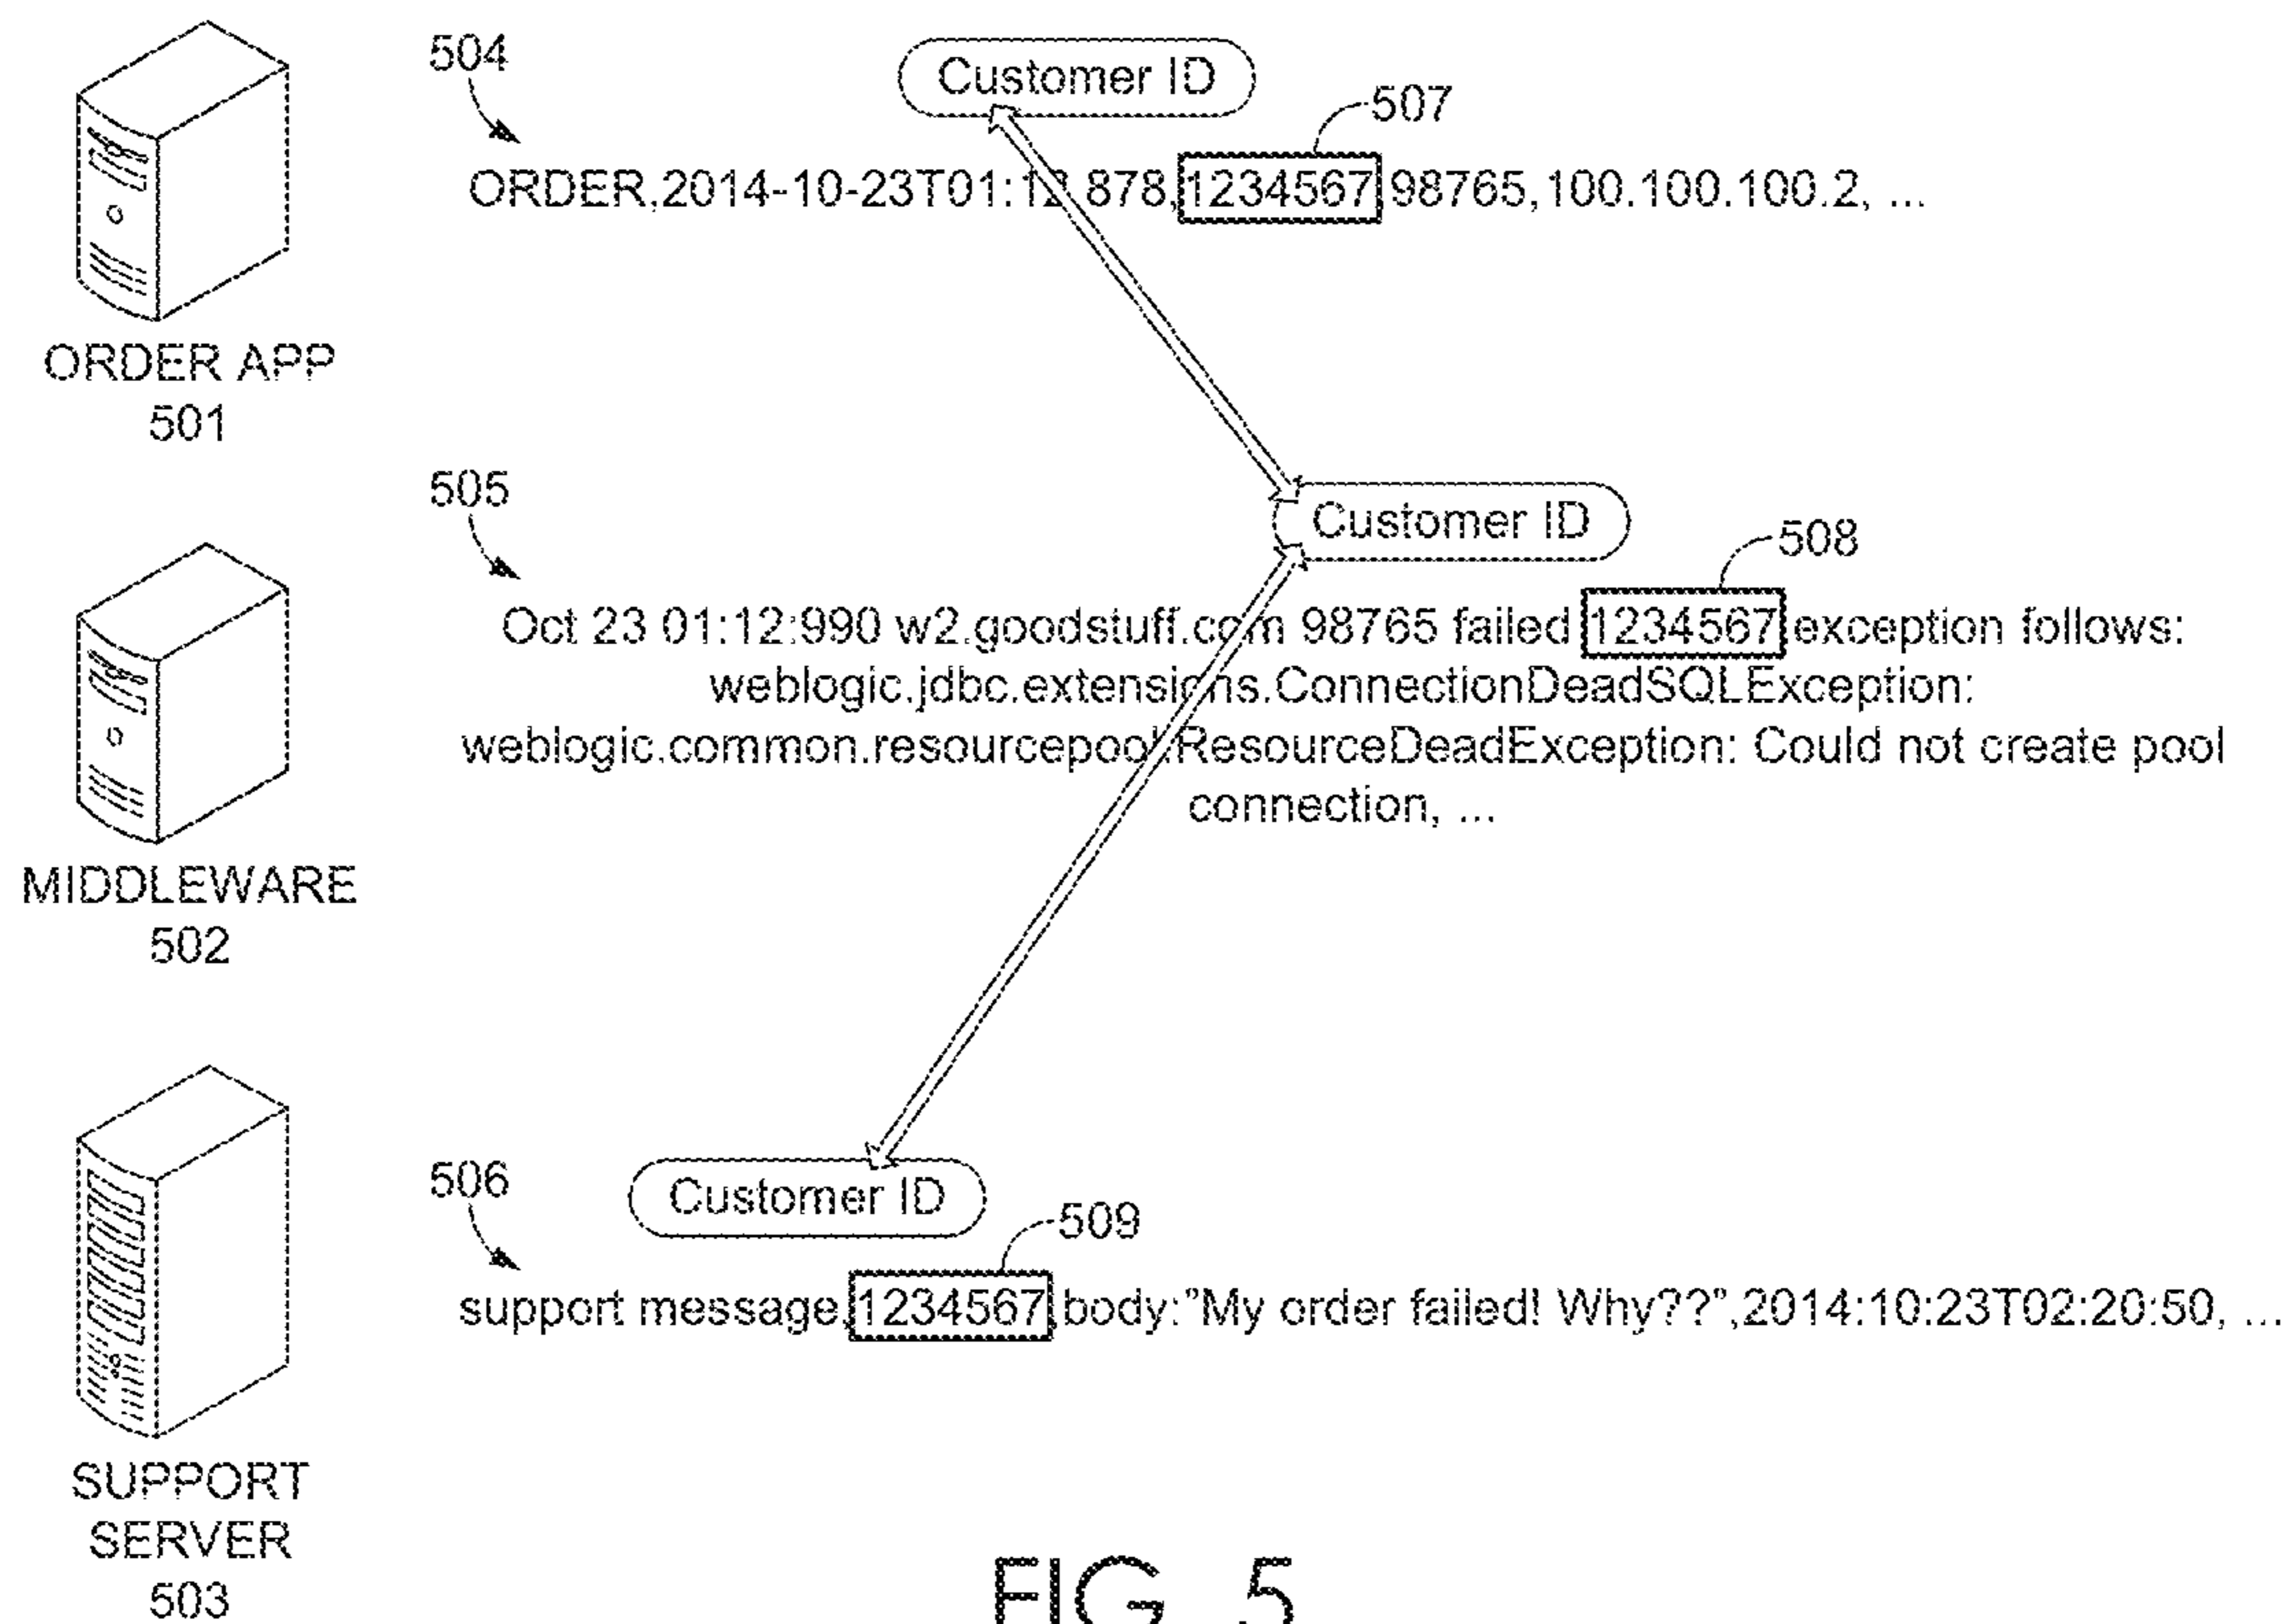 504
Customer ID
507
ORDER,2014-10-23T01:12.878,1234567,98765,100.100.100.2, ...
ORDER APP
501
505
Customer ID
508
Oct 23 01:12:990 w2.goodstuff.com 98765 failed 1234567 exception follows:
weblogic.jdbc.extensions.ConnectionDeadSQLException:
weblogic.common.resourcepool.ResourceDeadException: Could not create pool
connection, ...
MIDDLEWARE
502
506
Customer ID
509
support message,1234567,body:"My order failed! Why??",2014:10:23T02:20:50, ...
SUPPORT
SERVER
503
FIG. 5